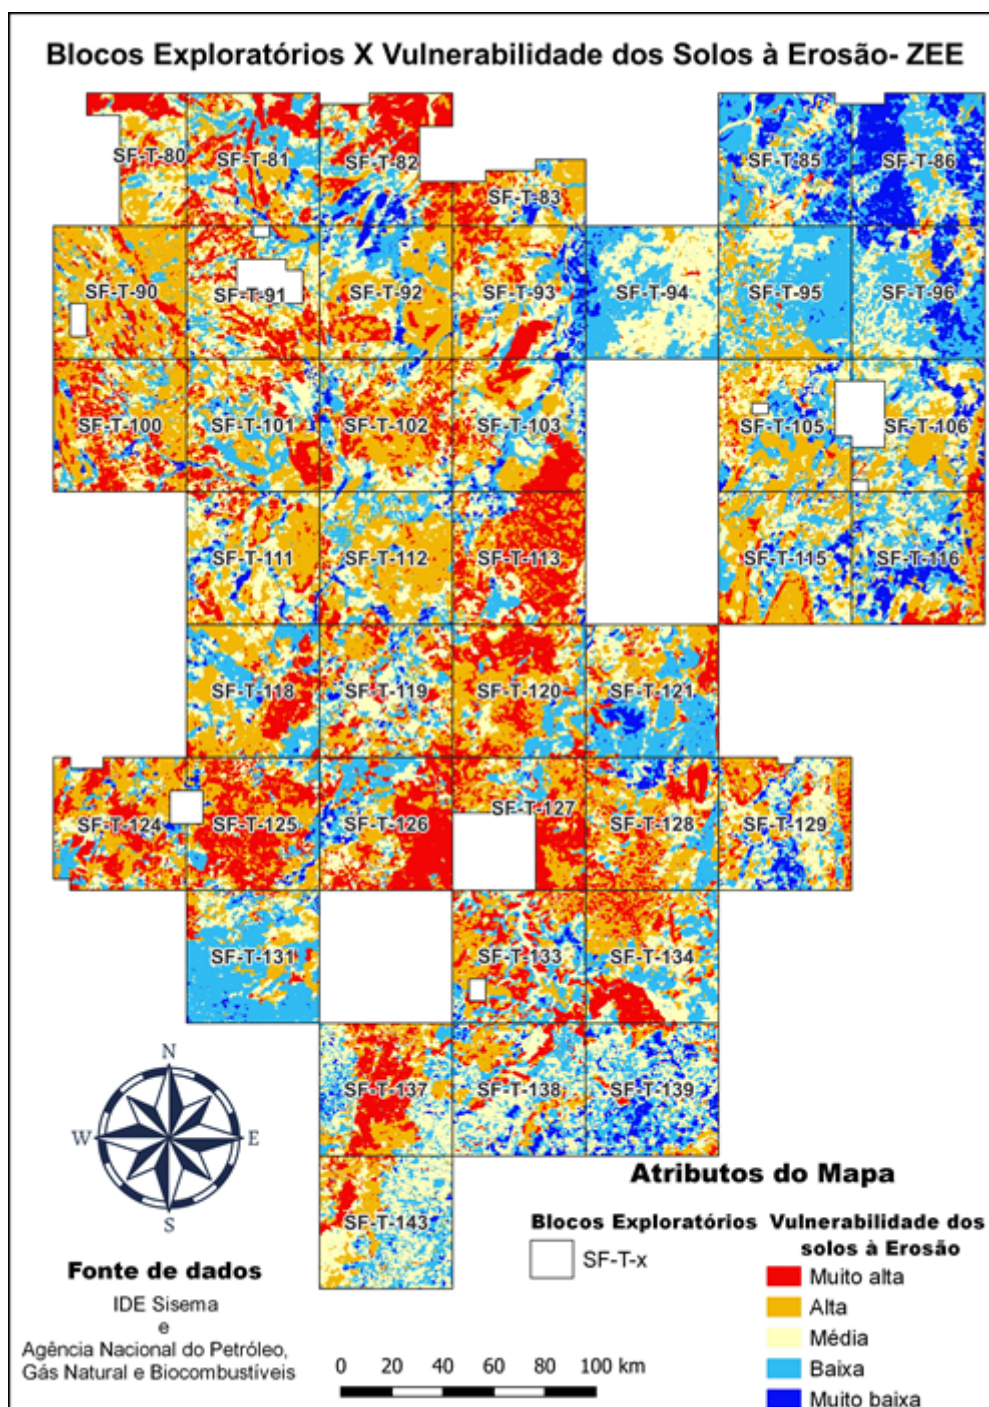 Blocos Exploratórios X Vulnerabilidade dos Solos à Erosão- ZEE
SF-T-80
SF-T-81
SF-T-82
SF-T-83
SF-T-85
SF-T-86
SF-T-90
SF-T-91
SF-T-92
SF-T-93
SF-T-94
SF-T-95
SF-T-96
SF-T-100
SF-T-101
SF-T-102
SF-T-103
SF-T-105
SF-T-106
SF-T-111
SF-T-112
SF-T-113
SF-T-115
SF-T-116
SF-T-118
SF-T-119
SF-T-120
SF-T-121
SF-T-124
SF-T-125
SF-T-126
SF-T-127
SF-T-128
SF-T-129
SF-T-131
SF-T-133
SF-T-134
SF-T-137
SF-T-138
SF-T-139
SF-T-143
N
W
E
S
Fonte de dados
IDE Sisema
e
Agência Nacional do Petróleo,
Gás Natural e Biocombustíveis
0 20 40 60 80 100 km
Atributos do Mapa
Blocos Exploratórios
SF-T-x
Vulnerabilidade dos
solos à Erosão
Muito alta
Alta
Média
Baixa
Muito baixa